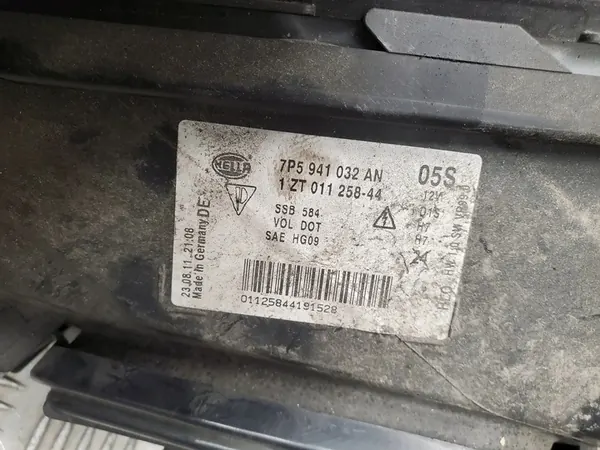 HELLA
7P5 941 032 AN
1 ZT 011 258-44
05S
12V
D1S
H7
H7
SSB 584
VOL DOT
SAE HG09
DE
23.08.11 21:08
Made In Germany
24
01125844191528